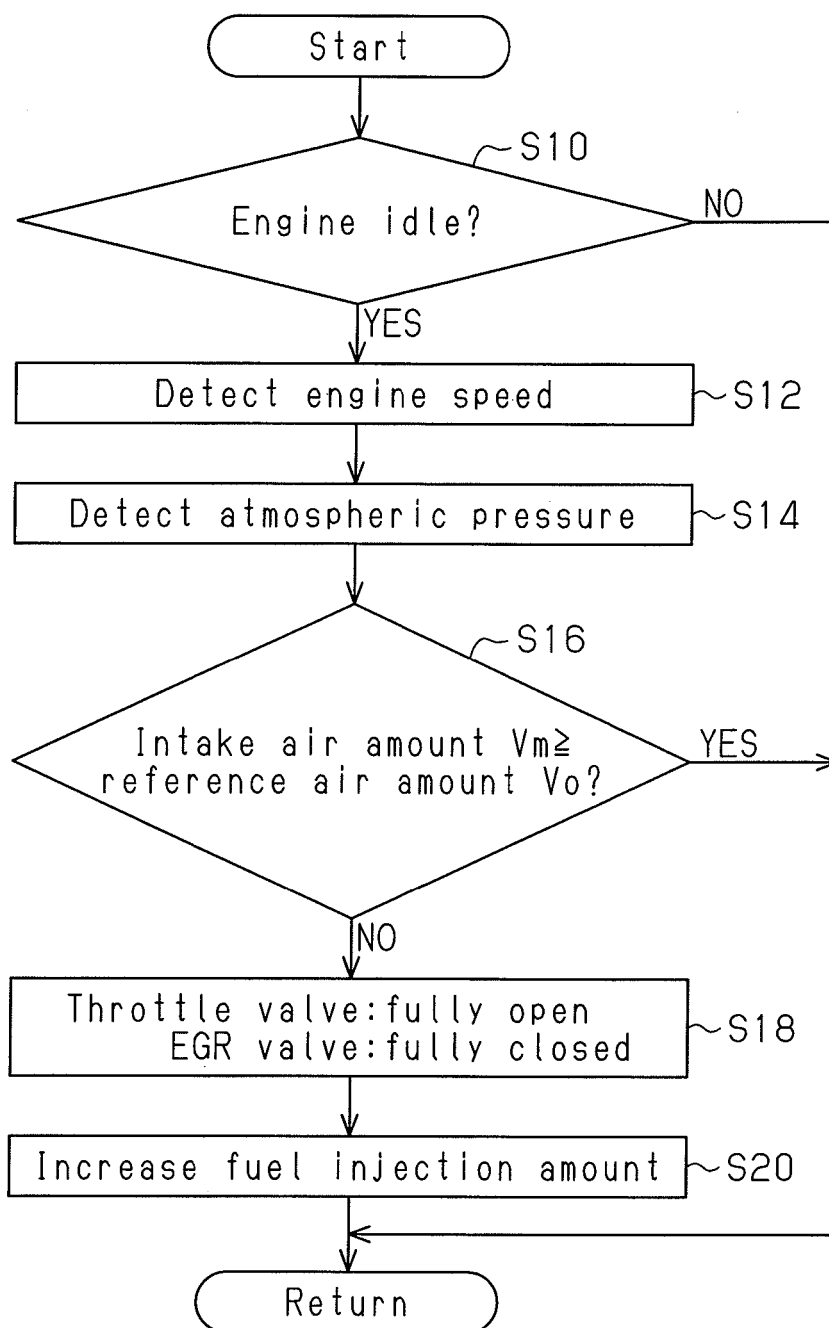 Start
S10
Engine idle?
NO
YES
Detect engine speed
S12
Detect atmospheric pressure
S14
S16
Intake air amount Vm≧
reference air amount Vo?
YES
NO
Throttle valve:fully open
EGR valve:fully closed
S18
Increase fuel injection amount
S20
Return